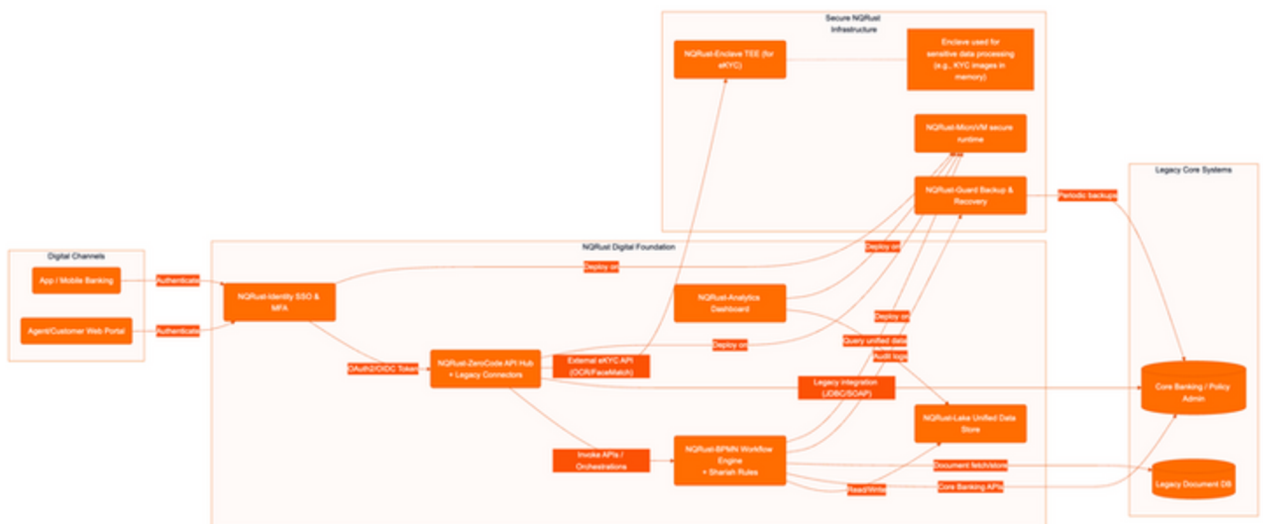 Secure NQRust
Infrastructure
NQRust-Enclave TEE (for
eKYC)
Enclave used for
sensitive data processing
(e.g., KYC images in
memory)
NQRust-MicroVM secure
runtime
NQRust-Guard Backup &
Recovery
Periodic backups
Legacy Core Systems
Digital Channels
App / Mobile Banking
Agent/Customer Web Portal
Authenticate
Authenticate
NQRust Digital Foundation
NQRust-Identity SSO &
MFA
Deploy on
Deploy on
OAuth2/OIDC Token
NQRust-ZeroCode API Hub
+ Legacy Connectors
External eKYC API
(OCR/FaceMatch)
NQRust-Analytics
Dashboard
Deploy on
Deploy on
Query unified data
Audit logs
Legacy integration
(JDBC/SOAP)
Invoke APIs /
Orchestrations
NQRust-BPMN Workflow
Engine
+ Shariah Rules
NQRust-Lake Unified Data
Store
Document fetch/store
Read/Write
Core Banking APIs
Core Banking / Policy
Admin
Legacy Document DB